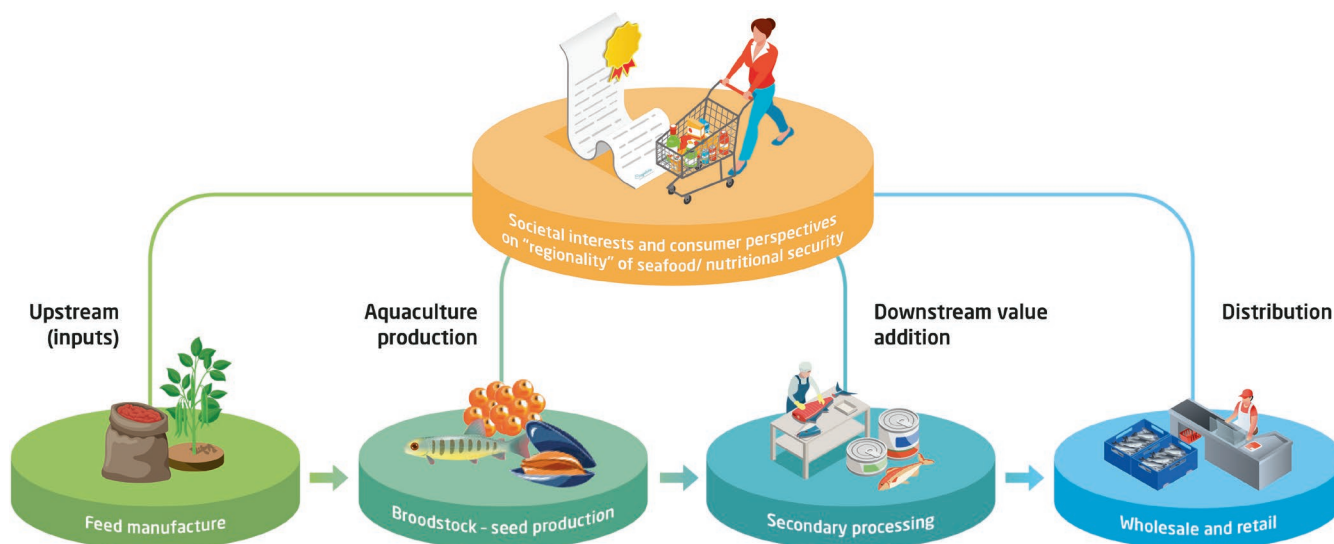 Societal interests and consumer perspectives
on "regionality" of seafood/ nutritional security
Upstream
(inputs)
Aquaculture
production
Downstream value
addition
Distribution
Feed manufacture
Broodstock - seed production
Secondary processing
Wholesale and retail